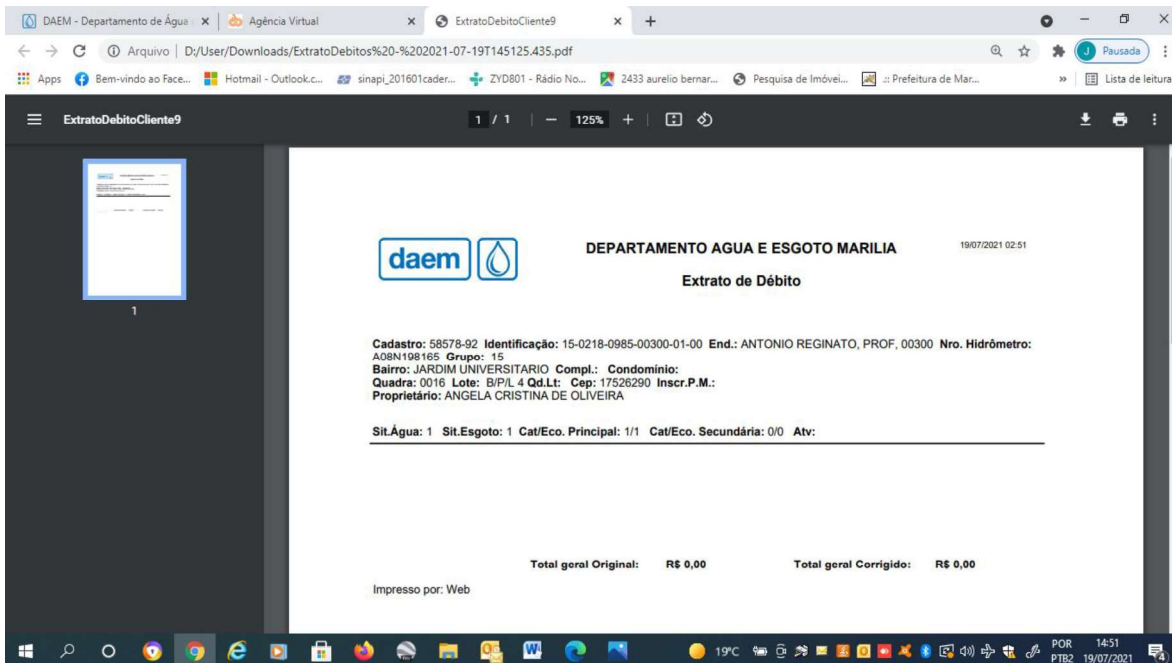 DAEM - Departamento de Água
Agência Virtual
ExtratoDebitoCliente9
Arquivo | D:/User/Downloads/ExtratoDebitos%20-%202021-07-19T145125.435.pdf
J Pausada
Apps
Bem-vindo ao Face...
Hotmail - Outlook.c...
sinapi_201601cader...
ZYD801 - Rádio No...
2433 aurelio bernar...
Pesquisa de Imóvei...
.:: Prefeitura de Mar...
»
Lista de leitura
ExtratoDebitoCliente9
1 / 1 | − 125% +
1
daem
DEPARTAMENTO AGUA E ESGOTO MARILIA
19/07/2021 02:51
Extrato de Débito
Cadastro: 58578-92 Identificação: 15-0218-0985-00300-01-00 End.: ANTONIO REGINATO, PROF, 00300 Nro. Hidrômetro:
A08N198165 Grupo: 15
Bairro: JARDIM UNIVERSITARIO Compl.: Condomínio:
Quadra: 0016 Lote: B/P/L 4 Qd.Lt: Cep: 17526290 Inscr.P.M.:
Proprietário: ANGELA CRISTINA DE OLIVEIRA
Sit.Água: 1 Sit.Esgoto: 1 Cat/Eco. Principal: 1/1 Cat/Eco. Secundária: 0/0 Atv:
Total geral Original: R$ 0,00 Total geral Corrigido: R$ 0,00
Impresso por: Web
19°C
POR
PTB2
14:51
19/07/2021